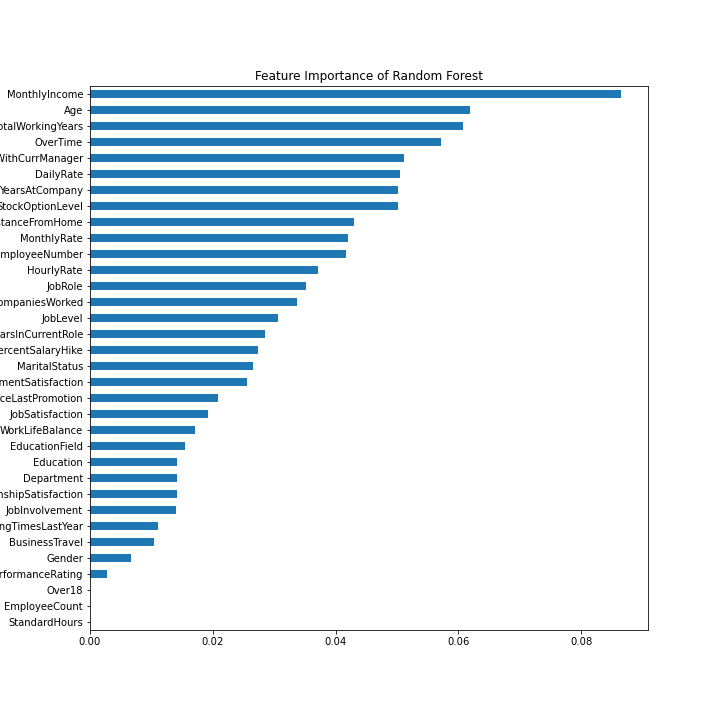 Feature Importance of Random Forest
MonthlyIncome
Age
otalWorkingYears
OverTime
WithCurrManager
DailyRate
YearsAtCompany
StockOptionLevel
stanceFromHome
MonthlyRate
mployeeNumber
HourlyRate
JobRole
ompaniesWorked
JobLevel
arsInCurrentRole
ercentSalaryHike
MaritalStatus
mentSatisfaction
ceLastPromotion
JobSatisfaction
WorkLifeBalance
EducationField
Education
Department
nshipSatisfaction
JobInvolvement
ngTimesLastYear
BusinessTravel
Gender
rformanceRating
Over18
EmployeeCount
StandardHours
0.00 0.02 0.04 0.06 0.08